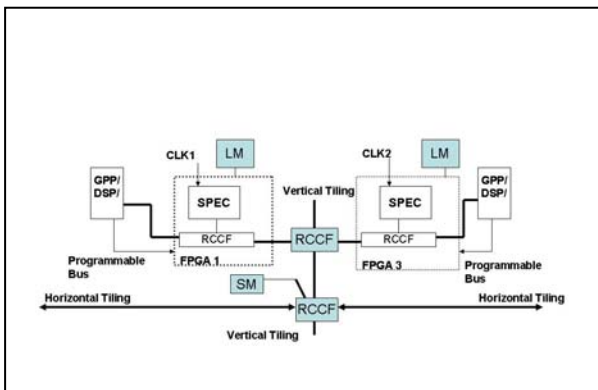 LM
LM
CLK1
CLK2
GPP/
DSP/
Vertical Tiling
GPP/
DSP/
SPEC
SPEC
RCCF
RCCF
RCCF
Programmable
Bus
FPGA 1
FPGA 3
Programmable
Bus
SM
Horizontal Tiling
RCCF
Horizontal Tiling
Vertical Tiling